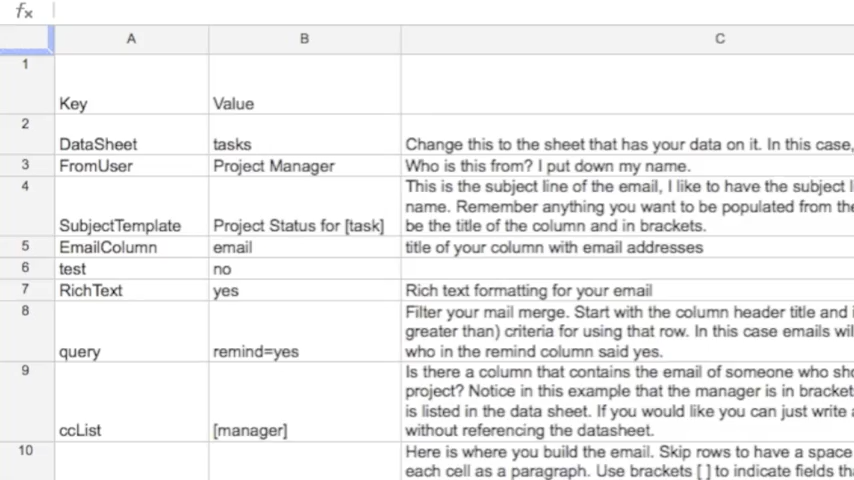 fx
A B C
1
Key Value
2
DataSheet tasks Change this to the sheet that has your data on it. In this case,
3 FromUser Project Manager Who is this from? I put down my name.
4 This is the subject line of the email, I like to have the subject
name. Remember anything you want to be populated from the
SubjectTemplate Project Status for [task] be the title of the column and in brackets.
5 EmailColumn email title of your column with email addresses
6 test no
7 RichText yes Rich text formatting for your email
8 Filter your mail merge. Start with the column header title and
greater than) criteria for using that row. In this case emails
query remind=yes who in the remind column said yes.
9 Is there a column that contains the email of someone who
project? Notice in this example that the manager is in
is listed in the data sheet. If you would like you can just write
ccList [manager] without referencing the datasheet.
10 Here is where you build the email. Skip rows to have a space
each cell as a paragraph. Use brackets [ ] to indicate fields